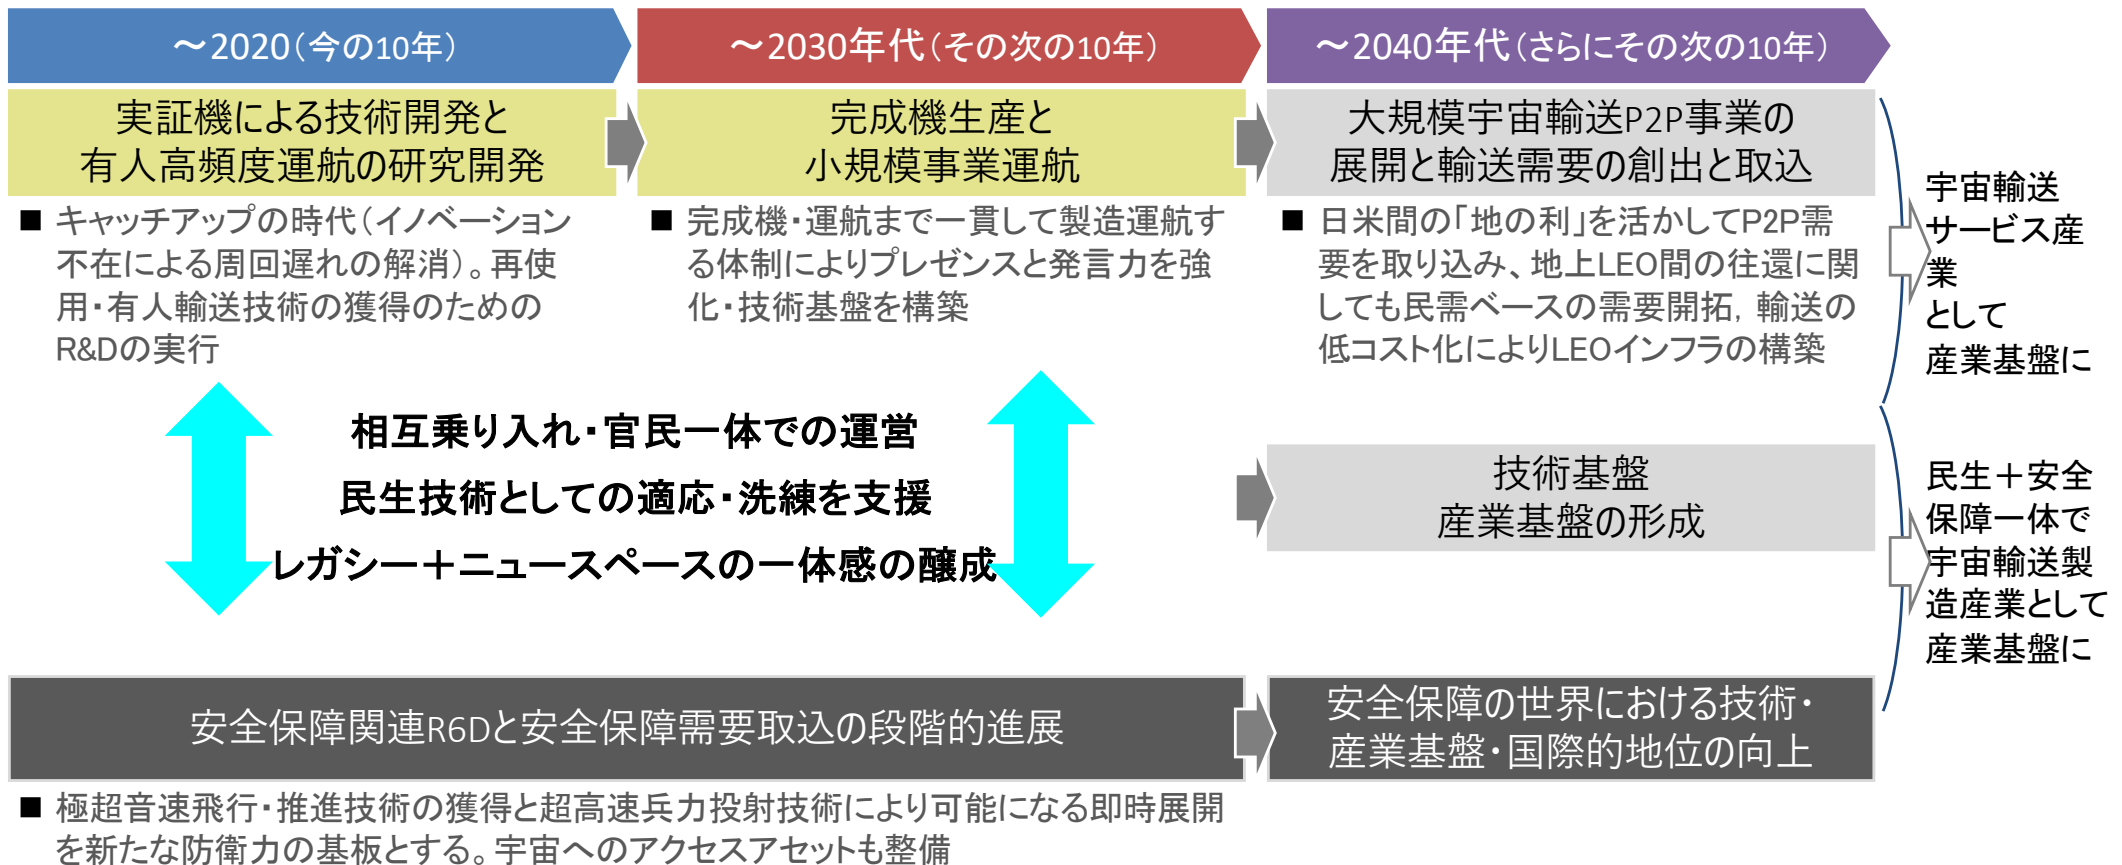 ～2020（今の10年）
～2030年代（その次の10年）
～2040年代（さらにその次の10年）
実証機による技術開発と
有人高頻度運航の研究開発
完成機生産と
小規模事業運航
大規模宇宙輸送P2P事業の
展開と輸送需要の創出と取込
■ キャッチアップの時代（イノベーション
不在による周回遅れの解消）。再使
用・有人輸送技術の獲得のための
R&Dの実行
■ 完成機・運航まで一貫して製造運航す
る体制によりプレゼンスと発言力を強
化・技術基盤を構築
■ 日米間の「地の利」を活かしてP2P需
要を取り込み、地上LEO間の往還に関
しても民需ベースの需要開拓，輸送の
低コスト化によりLEOインフラの構築
宇宙輸送
サービス産
業
として
産業基盤に
相互乗り入れ・官民一体での運営
民生技術としての適応・洗練を支援
レガシー＋ニュースペースの一体感の醸成
技術基盤
産業基盤の形成
民生＋安全
保障一体で
宇宙輸送製
造産業として
産業基盤に
安全保障関連R6Dと安全保障需要取込の段階的進展
安全保障の世界における技術・
産業基盤・国際的地位の向上
■ 極超音速飛行・推進技術の獲得と超高速兵力投射技術により可能になる即時展開
を新たな防衛力の基板とする。宇宙へのアクセスアセットも整備